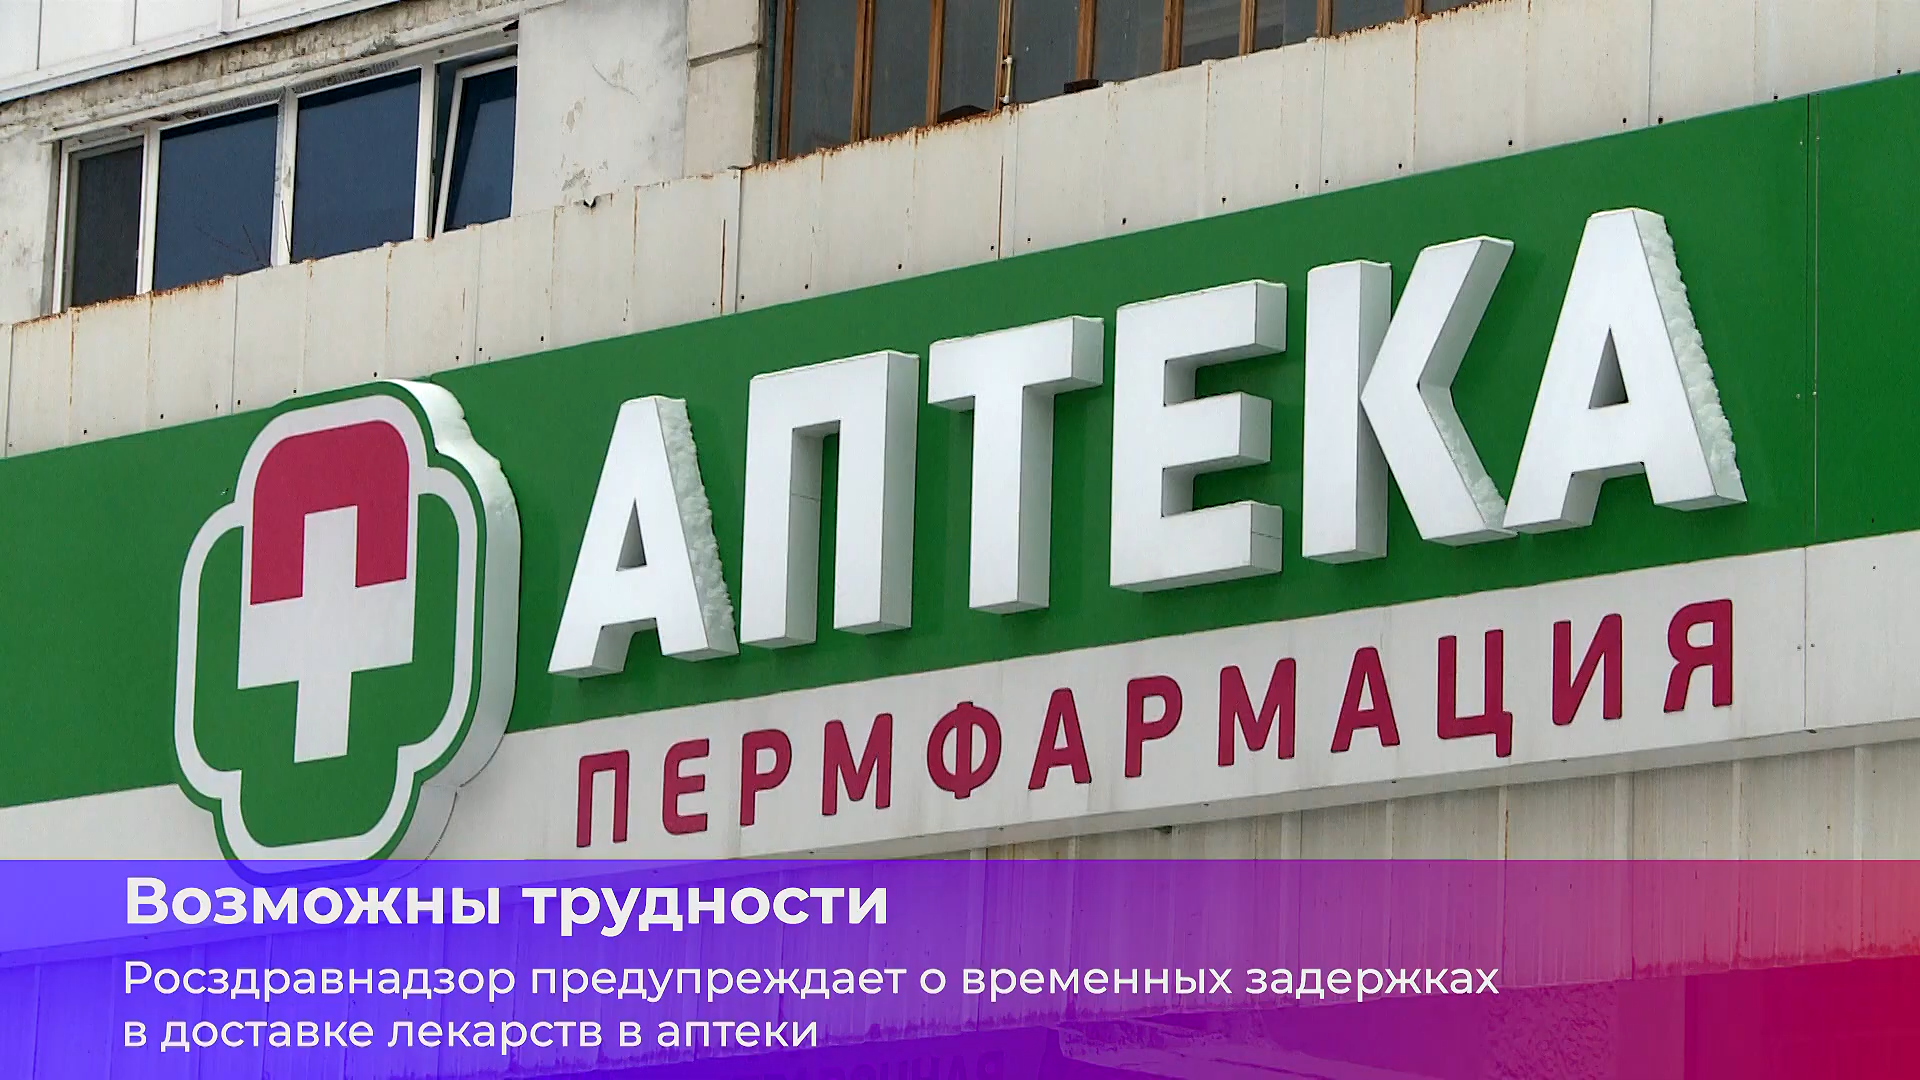 АПТЕКА
ПЕРМФАРМАЦИЯ
Возможны трудности
Росздравнадзор предупреждает о временных задержках
в доставке лекарств в аптеки